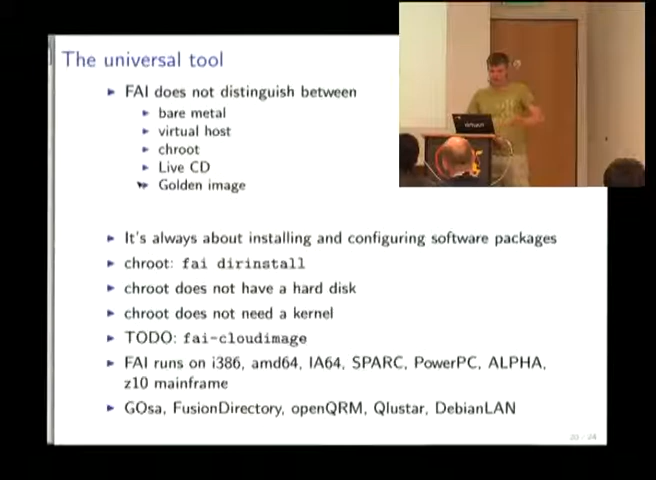 The universal tool
FAI does not distinguish between
bare metal
virtual host
chroot
Live CD
Golden image
It's always about installing and configuring software packages
chroot: fai dirinstall
chroot does not have a hard disk
chroot does not need a kernel
TODO: fai-cloudimage
FAI runs on i386, amd64, IA64, SPARC, PowerPC, ALPHA,
z10 mainframe
GOsa, FusionDirectory, openQRM, Qlustar, DebianLAN
20 / 24